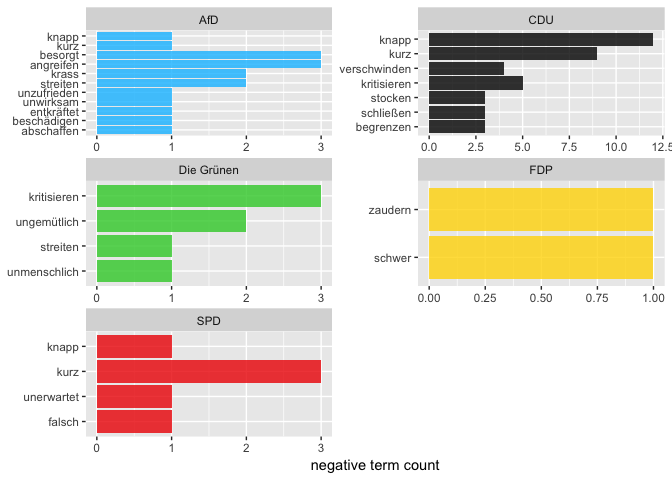 AfD
knapp
kurz
besorgt
angreifen
krass
streiten
unzufrieden
unwirksam
entkräftet
beschädigen
abschaffen
0 1 2 3
CDU
knapp
kurz
verschwinden
kritisieren
stocken
schließen
begrenzen
0.0 2.5 5.0 7.5 10.0 12.5
Die Grünen
kritisieren
ungemütlich
streiten
unmenschlich
0 1 2 3
FDP
zaudern
schwer
0.00 0.25 0.50 0.75 1.00
SPD
knapp
kurz
unerwartet
falsch
0 1 2 3
negative term count